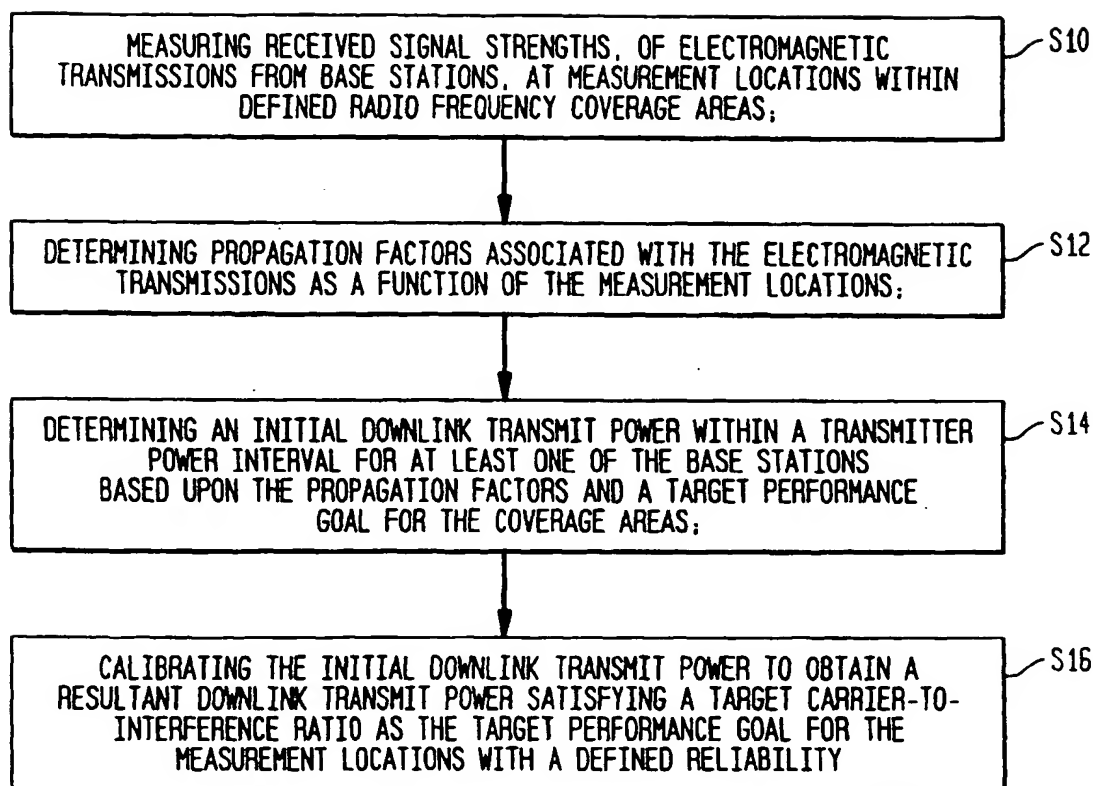 MEASURING RECEIVED SIGNAL STRENGTHS, OF ELECTROMAGNETIC
TRANSMISSIONS FROM BASE STATIONS, AT MEASUREMENT LOCATIONS WITHIN
DEFINED RADIO FREQUENCY COVERAGE AREAS;
S10
DETERMINING PROPAGATION FACTORS ASSOCIATED WITH THE ELECTROMAGNETIC
TRANSMISSIONS AS A FUNCTION OF THE MEASUREMENT LOCATIONS;
S12
DETERMINING AN INITIAL DOWNLINK TRANSMIT POWER WITHIN A TRANSMITTER
POWER INTERVAL FOR AT LEAST ONE OF THE BASE STATIONS
BASED UPON THE PROPAGATION FACTORS AND A TARGET PERFORMANCE
GOAL FOR THE COVERAGE AREAS;
S14
CALIBRATING THE INITIAL DOWNLINK TRANSMIT POWER TO OBTAIN A
RESULTANT DOWNLINK TRANSMIT POWER SATISFYING A TARGET CARRIER-TO-
INTERFERENCE RATIO AS THE TARGET PERFORMANCE GOAL FOR THE
MEASUREMENT LOCATIONS WITH A DEFINED RELIABILITY
S16